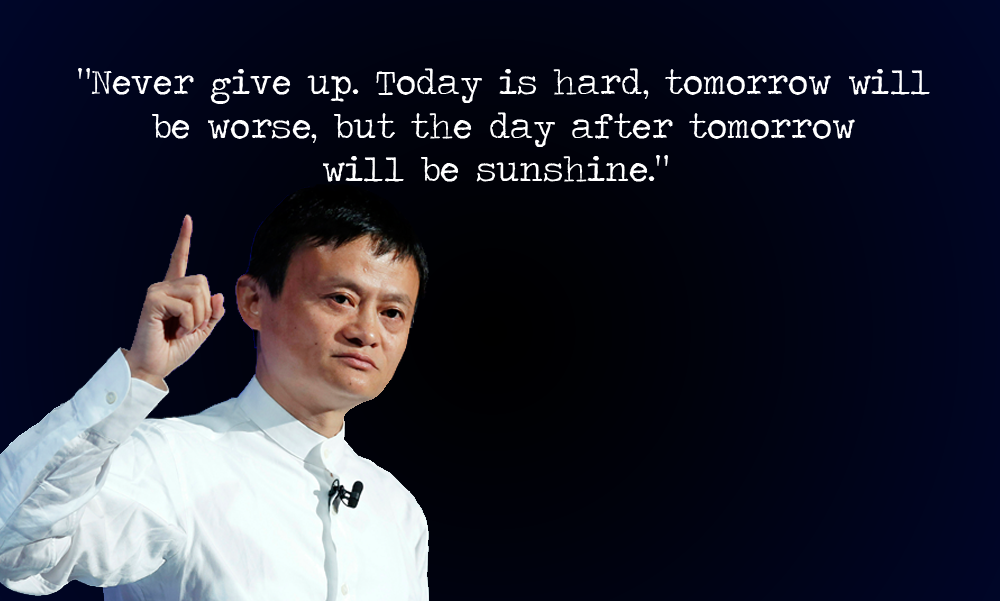 "Never give up. Today is hard, tomorrow will
be worse, but the day after tomorrow
will be sunshine."